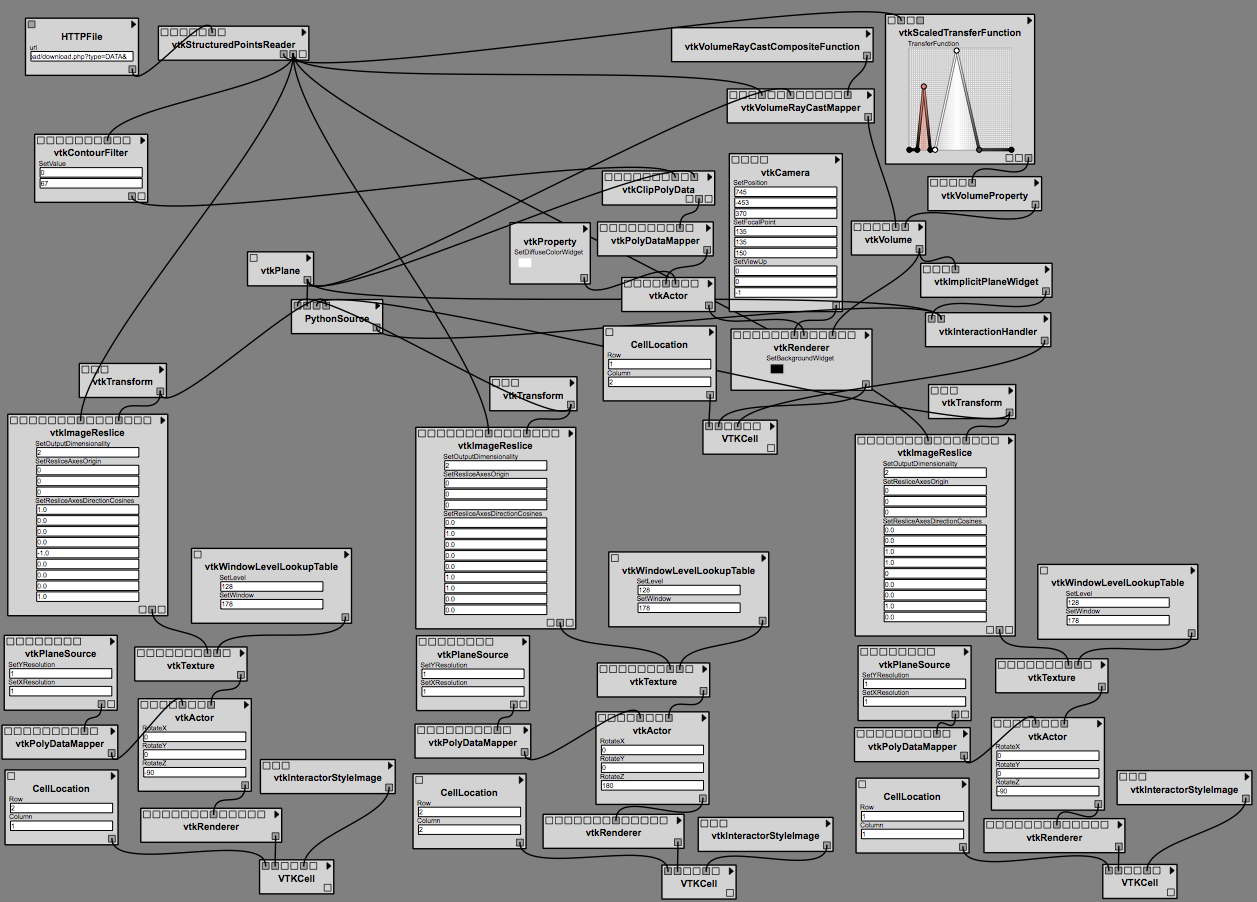 HTTPFile
url
oad/download.php?type=DATA&
vtkStructuredPointsReader
vtkVolumeRayCastCompositeFunction
vtkScaledTransferFunction
TransferFunction
vtkVolumeRayCastMapper
vtkContourFilter
SetValue
0
67
vtkClipPolyData
vtkCamera
SetPosition
745
-453
370
SetFocalPoint
135
135
150
SetViewUp
0
0
-1
vtkVolumeProperty
vtkProperty
SetDiffuseColorWidget
vtkPolyDataMapper
vtkVolume
vtkPlane
vtkImplicitPlaneWidget
vtkActor
PythonSource
vtkInteractionHandler
CellLocation
Row
1
Column
2
vtkRenderer
SetBackgroundWidget
vtkTransform
vtkTransform
vtkTransform
VTKCell
vtkImageReslice
SetOutputDimensionality
2
SetResliceAxesOrigin
0
0
0
SetResliceAxesDirectionCosines
1.0
0.0
0.0
0.0
-1.0
0.0
0.0
0.0
1.0
vtkImageReslice
SetOutputDimensionality
2
SetResliceAxesOrigin
0
0
0
SetResliceAxesDirectionCosines
0.0
1.0
0.0
0.0
0.0
1.0
1.0
0.0
0.0
vtkImageReslice
SetOutputDimensionality
2
SetResliceAxesOrigin
0
0
0
SetResliceAxesDirectionCosines
0.0
0.0
1.0
1.0
0
0.0
0.0
1.0
0.0
vtkWindowLevelLookupTable
SetLevel
128
SetWindow
178
vtkWindowLevelLookupTable
SetLevel
128
SetWindow
178
vtkWindowLevelLookupTable
SetLevel
128
SetWindow
178
vtkPlaneSource
SetYResolution
1
SetXResolution
1
vtkTexture
vtkPlaneSource
SetYResolution
1
SetXResolution
1
vtkTexture
vtkPlaneSource
SetYResolution
1
SetXResolution
1
vtkTexture
vtkPolyDataMapper
vtkActor
RotateX
0
RotateY
0
RotateZ
-90
vtkPolyDataMapper
vtkActor
RotateX
0
RotateY
0
RotateZ
180
vtkPolyDataMapper
vtkActor
RotateX
0
RotateY
0
RotateZ
-90
CellLocation
Row
2
Column
1
vtkInteractorStyleImage
vtkRenderer
VTKCell
CellLocation
Row
2
Column
2
vtkRenderer
vtkInteractorStyleImage
VTKCell
CellLocation
Row
1
Column
1
vtkInteractorStyleImage
vtkRenderer
VTKCell